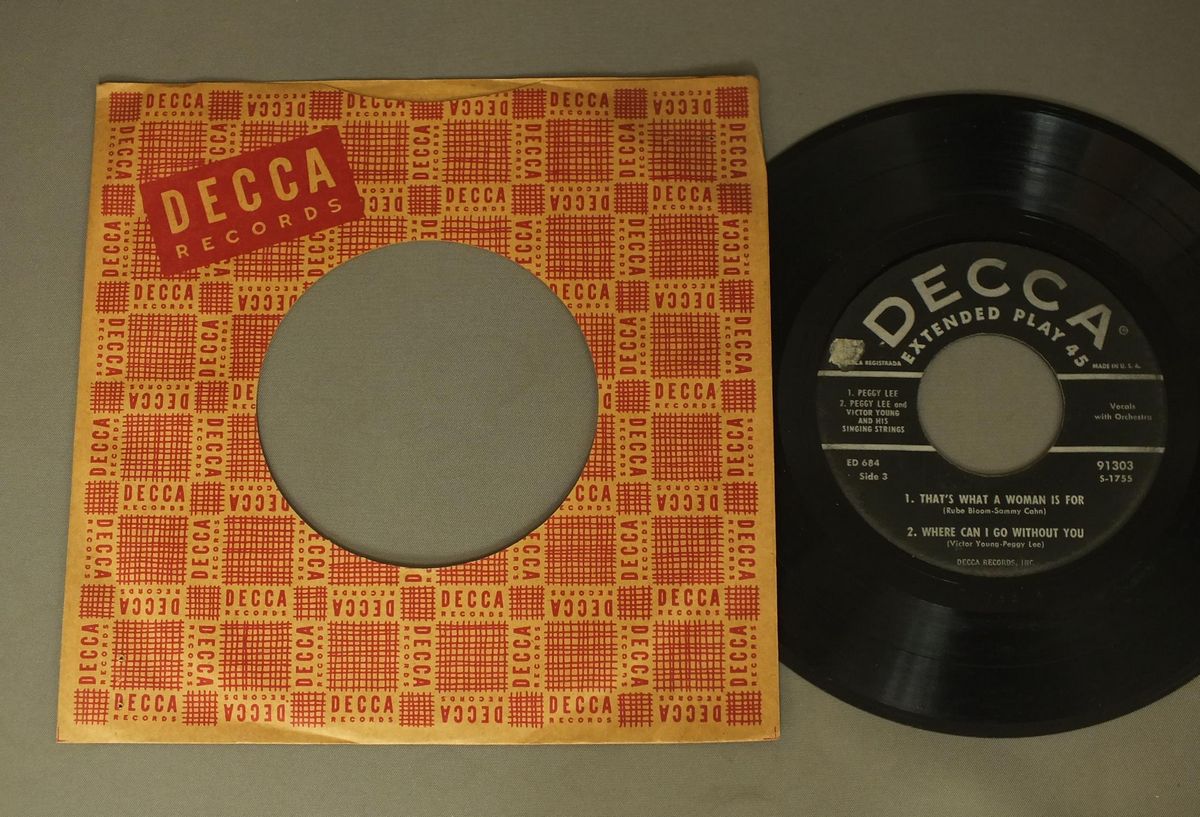 DECCA
RECORDS
DECCA
®
EXTENDED PLAY 45
REGISTRADA
MADE IN U. S. A.
1. PEGGY LEE
2. PEGGY LEE and
VICTOR YOUNG
AND HIS
SINGING STRINGS
Vocals
with Orchestra
ED 684
Side 3
91303
S-1755
1. THAT'S WHAT A WOMAN IS FOR
(Rube Bloom-Sammy Cahn)
2. WHERE CAN I GO WITHOUT YOU
(Victor Young-Peggy Lee)
DECCA RECORDS, INC.